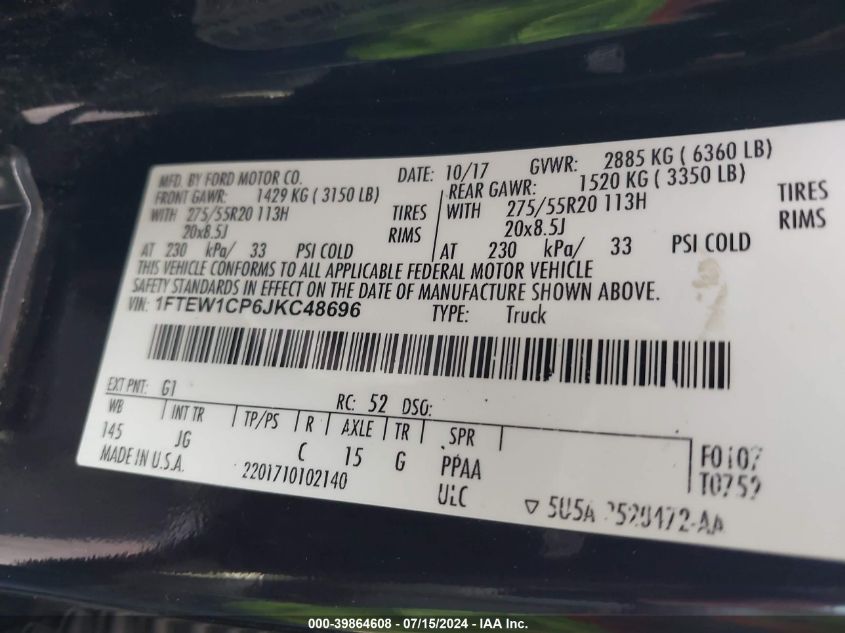 MFD. BY FORD MOTOR CO. DATE: 10/17 GVWR: 2885 KG ( 6360 LB)
FRONT GAWR: 1429 KG ( 3150 LB) REAR GAWR: 1520 KG ( 3350 LB)
WITH 275/55R20 113H TIRES WITH 275/55R20 113H TIRES
20x8.5J RIMS 20x8.5J RIMS
AT 230 kPa/ 33 PSI COLD AT 230 kPa/ 33 PSI COLD
THIS VEHICLE CONFORMS TO ALL APPLICABLE FEDERAL MOTOR VEHICLE
SAFETY STANDARDS IN EFFECT ON THE DATE OF MANUFACTURE SHOWN ABOVE.
VIN: 1FTEW1CP6JKC48696 TYPE: Truck
EXT PNT: G1 RC: 52 DSO:
WB INT TR TP/PS R AXLE TR SPR
145 JG C 15 G PPAA F0107
MADE IN U.S.A. 2201710102140 ULC T0759
000-39864608 - 07/15/2024 - IAA Inc.